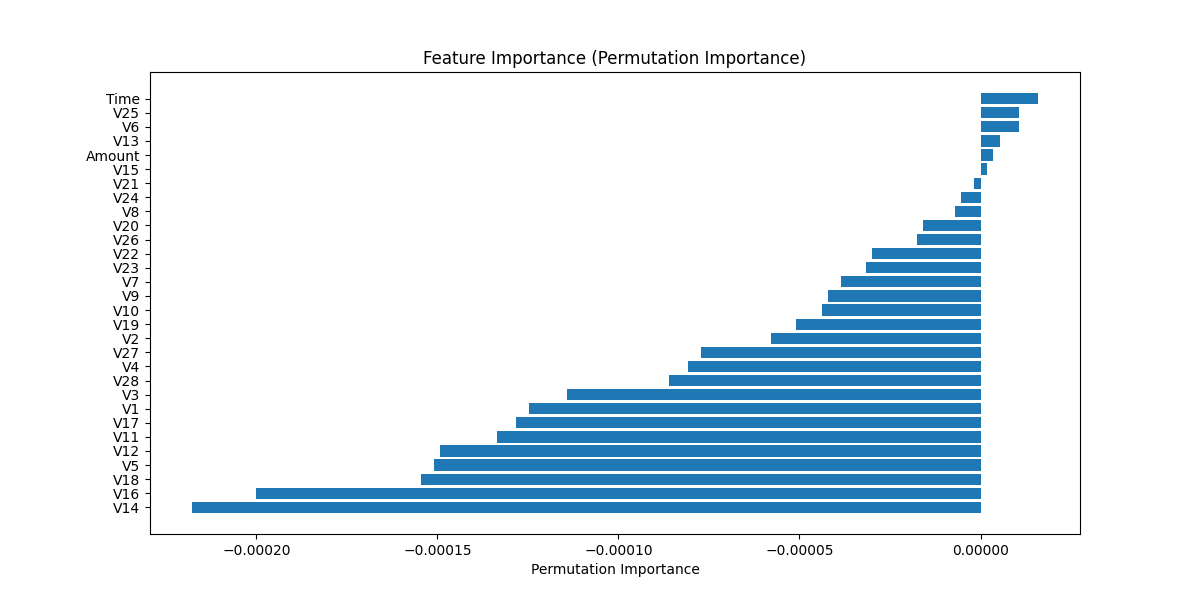 Feature Importance (Permutation Importance)
Time
V25
V6
V13
Amount
V15
V21
V24
V8
V20
V26
V22
V23
V7
V9
V10
V19
V2
V27
V4
V28
V3
V1
V17
V11
V12
V5
V18
V16
V14
−0.00020 −0.00015 −0.00010 −0.00005 0.00000
Permutation Importance